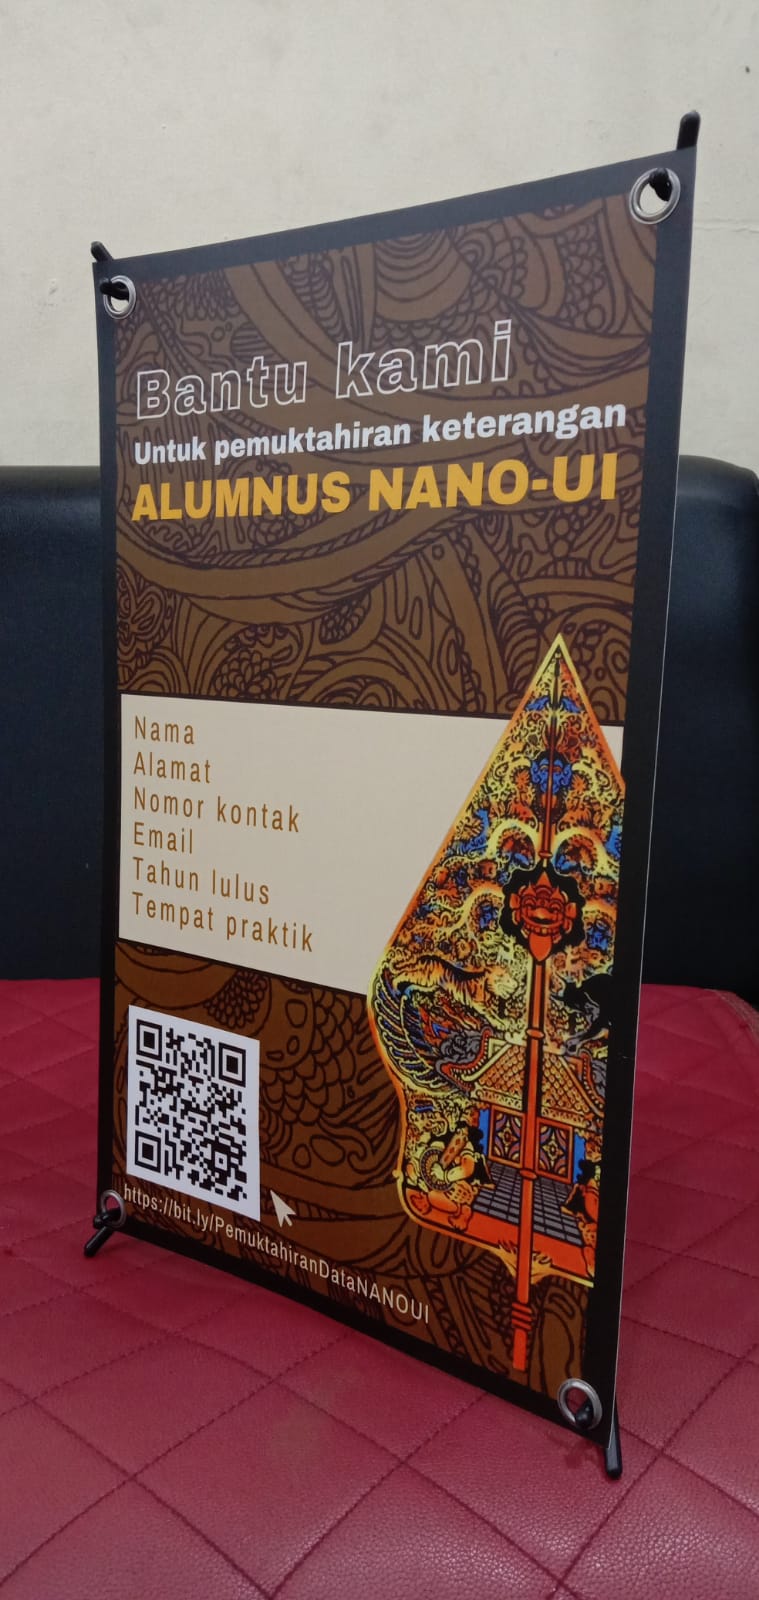 Bantu kami
Untuk pemuktahiran keterangan
ALUMNUS NANO-UI
Nama
Alamat
Nomor kontak
Email
Tahun lulus
Tempat praktik
https://bit.ly/PemuktahiranDataNANOUI